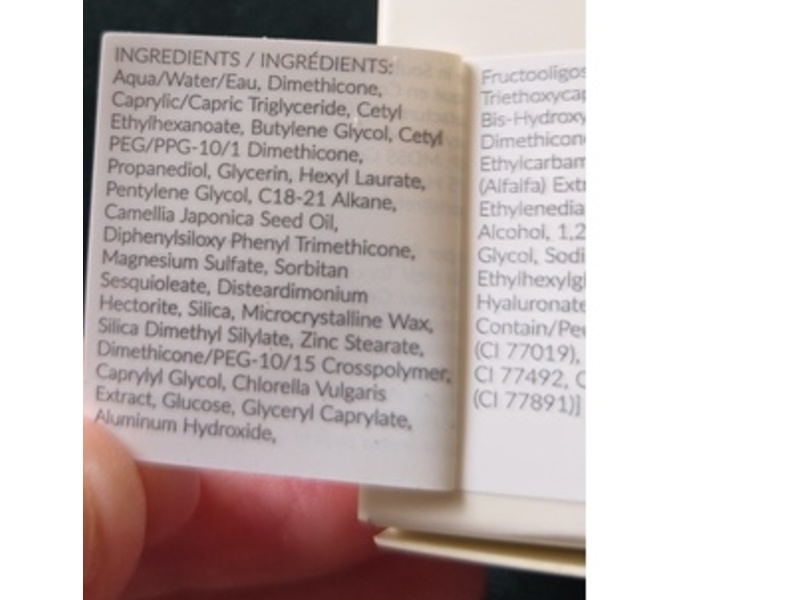 INGREDIENTS / INGRÉDIENTS:
Aqua/Water/Eau, Dimethicone,
Caprylic/Capric Triglyceride, Cetyl
Ethylhexanoate, Butylene Glycol, Cetyl
PEG/PPG-10/1 Dimethicone,
Propanediol, Glycerin, Hexyl Laurate,
Pentylene Glycol, C18-21 Alkane,
Camellia Japonica Seed Oil,
Diphenylsiloxy Phenyl Trimethicone,
Magnesium Sulfate, Sorbitan
Sesquioleate, Disteardimonium
Hectorite, Silica, Microcrystalline Wax,
Silica Dimethyl Silylate, Zinc Stearate,
Dimethicone/PEG-10/15 Crosspolymer,
Caprylyl Glycol, Chlorella Vulgaris
Extract, Glucose, Glyceryl Caprylate,
Aluminum Hydroxide,
Fructooligos
Triethoxycap
Bis-Hydroxy
Dimethicon
Ethylcarbam
(Alfalfa) Extr
Ethylenedia
Alcohol, 1,2
Glycol, Sodi
Ethylhexylgl
Hyaluronate
Contain/Peu
(CI 77019),
CI 77492, C
(CI 77891)]